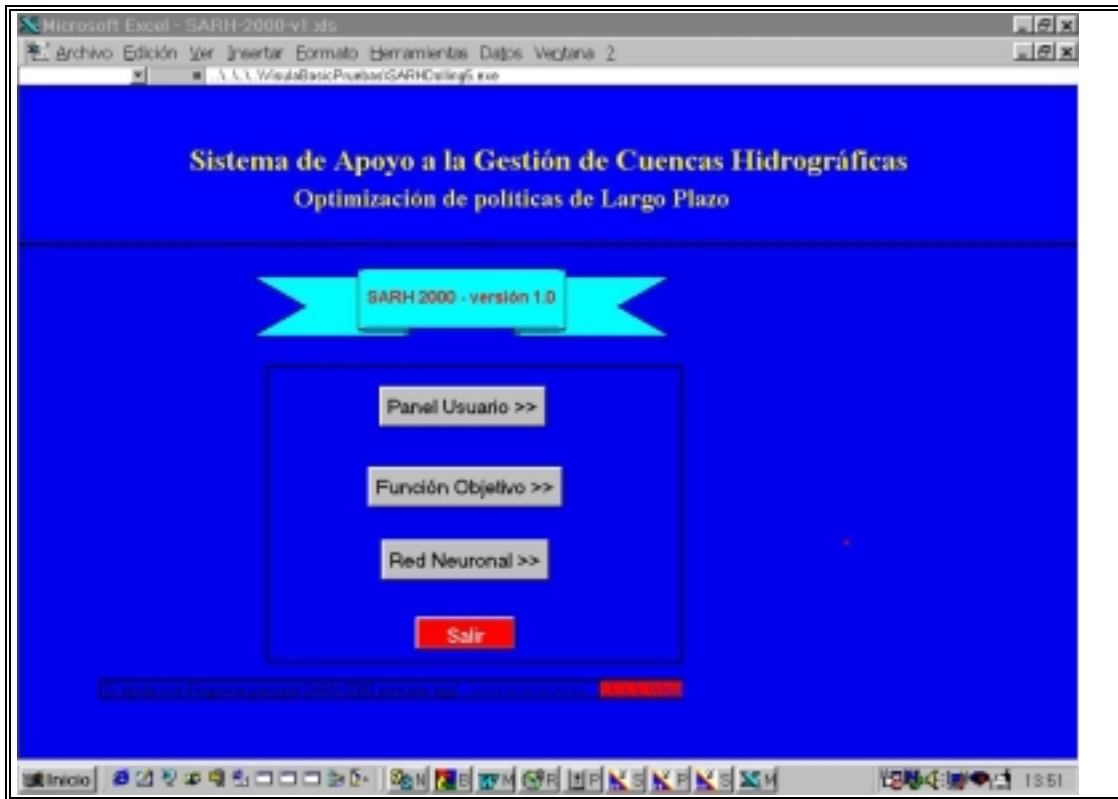 Microsoft Excel - SARH-2000-v1.xls
Archivo Edición Ver Insertar Formato Herramientas Datos Ventana ?
Sistema de Apoyo a la Gestión de Cuencas Hidrográficas
Optimización de políticas de Largo Plazo
SARH 2000 - versión 1.0
Panel Usuario >>
Función Objetivo >>
Red Neuronal >>
Salir
Inicio N B M R P S P S M 13:51